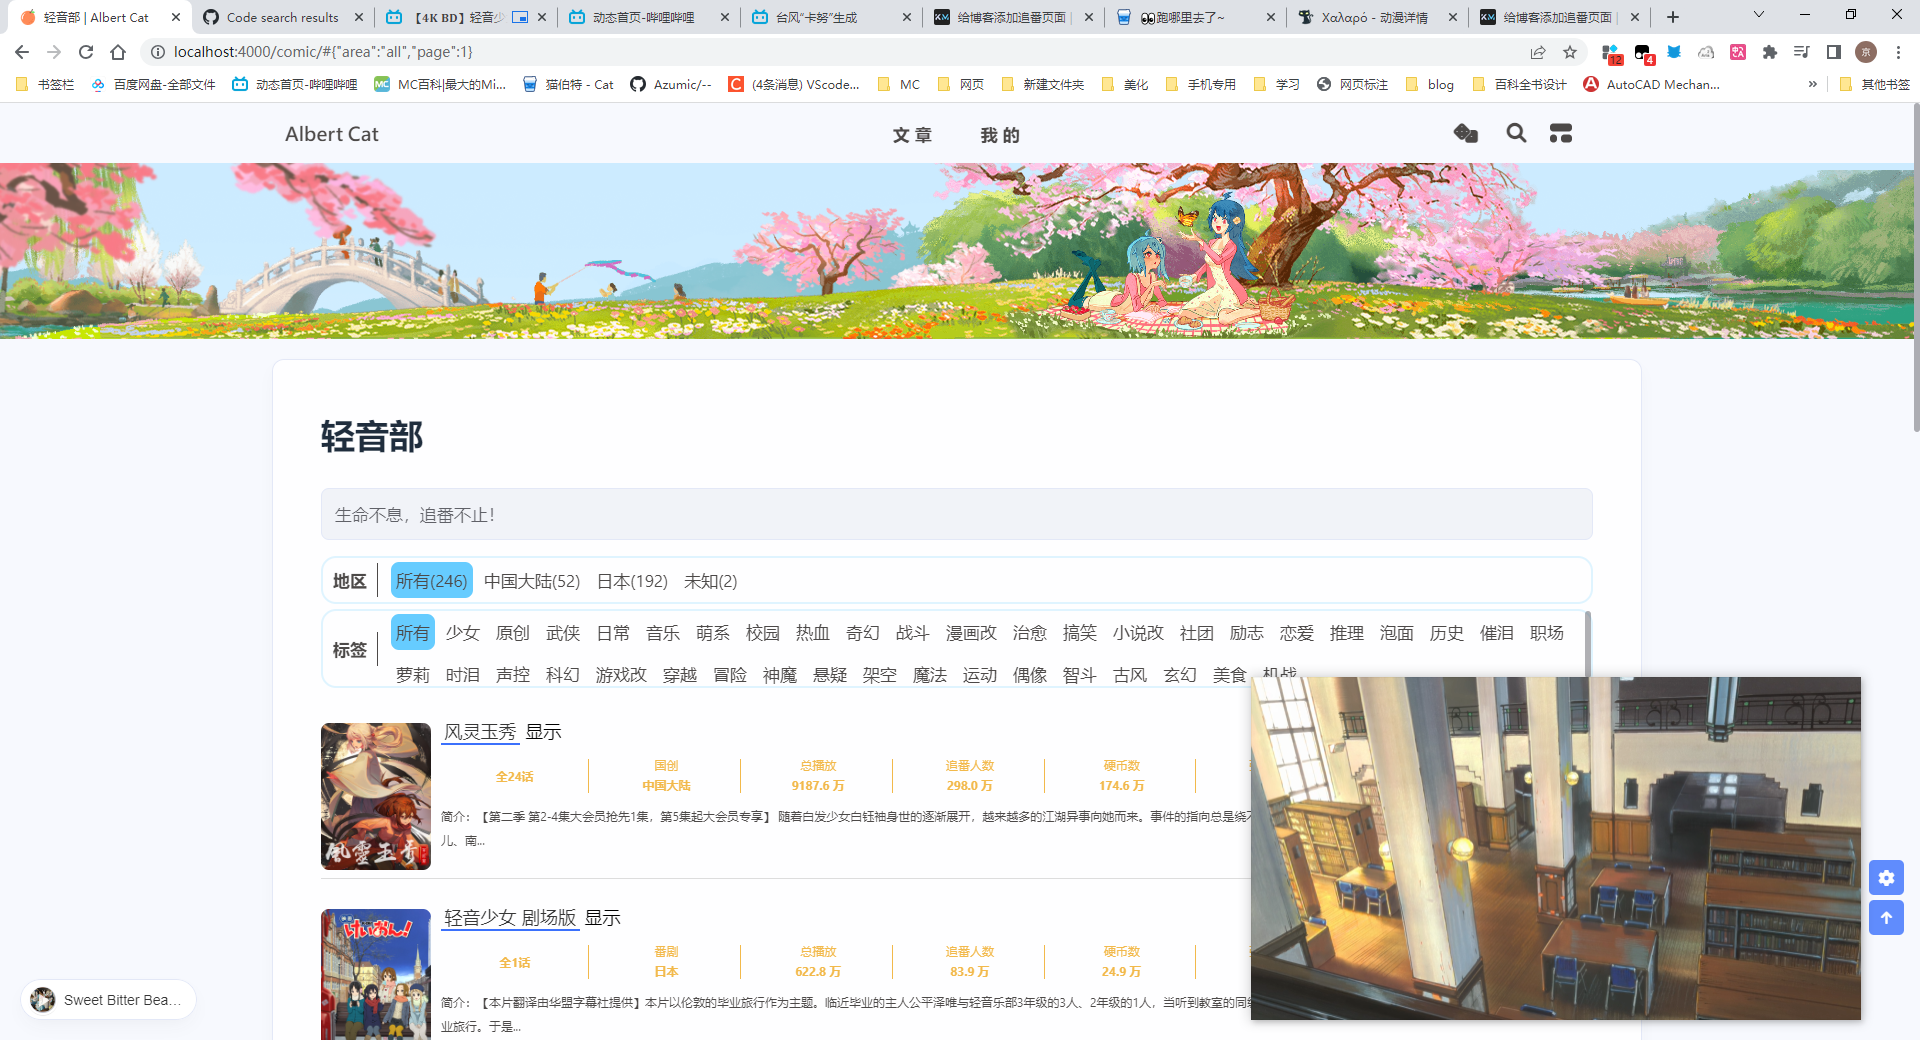 轻音部 | Albert Cat
Code search results
【4K BD】轻音少
动态首页-哔哩哔哩
台风“卡努”生成
给博客添加追番页面 |
👀跑哪里去了~
Χαλαρό - 动漫详情
给博客添加追番页面 |
localhost:4000/comic/#{"area":"all","page":1}
12
4
京
书签栏
百度网盘-全部文件
动态首页-哔哩哔哩
MC百科|最大的Mi...
猫伯特 - Cat
Azumic/--
(4条消息) VScode...
MC
网页
新建文件夹
美化
手机专用
学习
网页标注
blog
百科全书设计
AutoCAD Mechan...
»
其他书签
Albert Cat
文章
我的
轻音部
生命不息，追番不止！
地区 所有(246) 中国大陆(52) 日本(192) 未知(2)
标签 所有 少女 原创 武侠 日常 音乐 萌系 校园 热血 奇幻 战斗 漫画改 治愈 搞笑 小说改 社团 励志 恋爱 推理 泡面 历史 催泪 职场
萝莉 时泪 声控 科幻 游戏改 穿越 冒险 神魔 悬疑 架空 魔法 运动 偶像 智斗 古风 玄幻 美食 机战
風靈玉秀
风灵玉秀 显示
全24话 国创 总播放 追番人数 硬币数
中国大陆 9187.6 万 298.0 万 174.6 万
简介：【第二季 第2-4集大会员抢先1集，第5集起大会员专享】 随着白发少女白钰袖身世的逐渐展开，越来越多的江湖异事向她而来。事件的指向总是绕不
儿、南...
けいおん!
轻音少女 剧场版 显示
全1话 番剧 总播放 追番人数 硬币数
日本 622.8 万 83.9 万 24.9 万
简介：【本片翻译由华盟字幕社提供】本片以伦敦的毕业旅行作为主题。临近毕业的主人公平泽唯与轻音乐部3年级的3人、2年级的1人，当听到教室的同
业旅行。于是...
Sweet Bitter Bea...